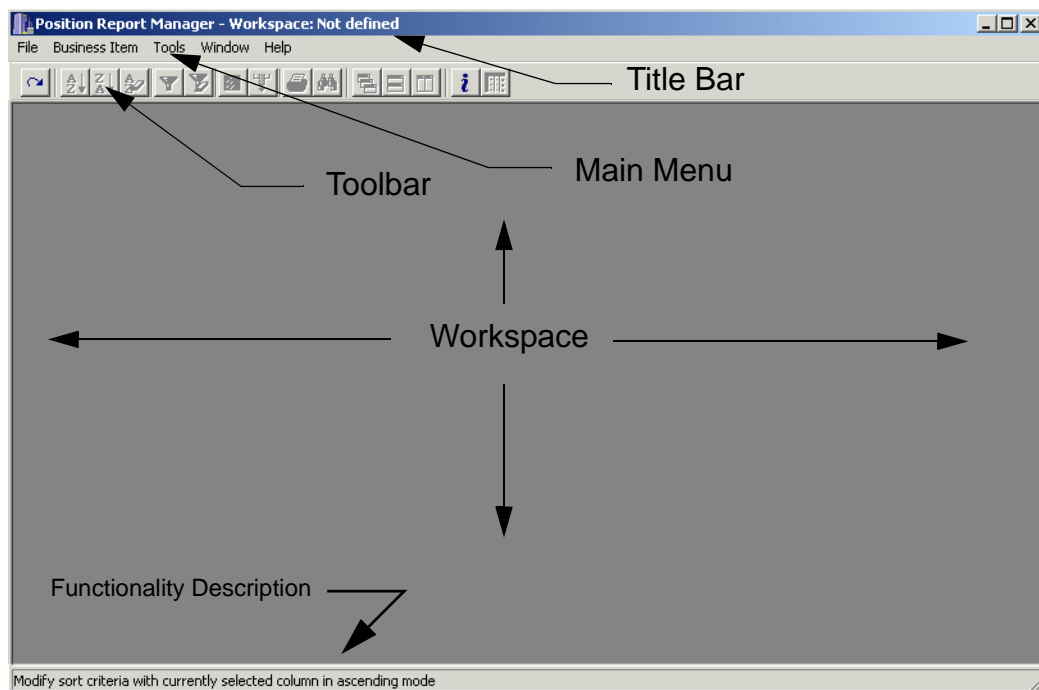 Position Report Manager - Workspace: Not defined
File Business Item Tools Window Help
A Z Z A A Z i
Title Bar
Main Menu
Toolbar
Workspace
Functionality Description
Modify sort criteria with currently selected column in ascending mode